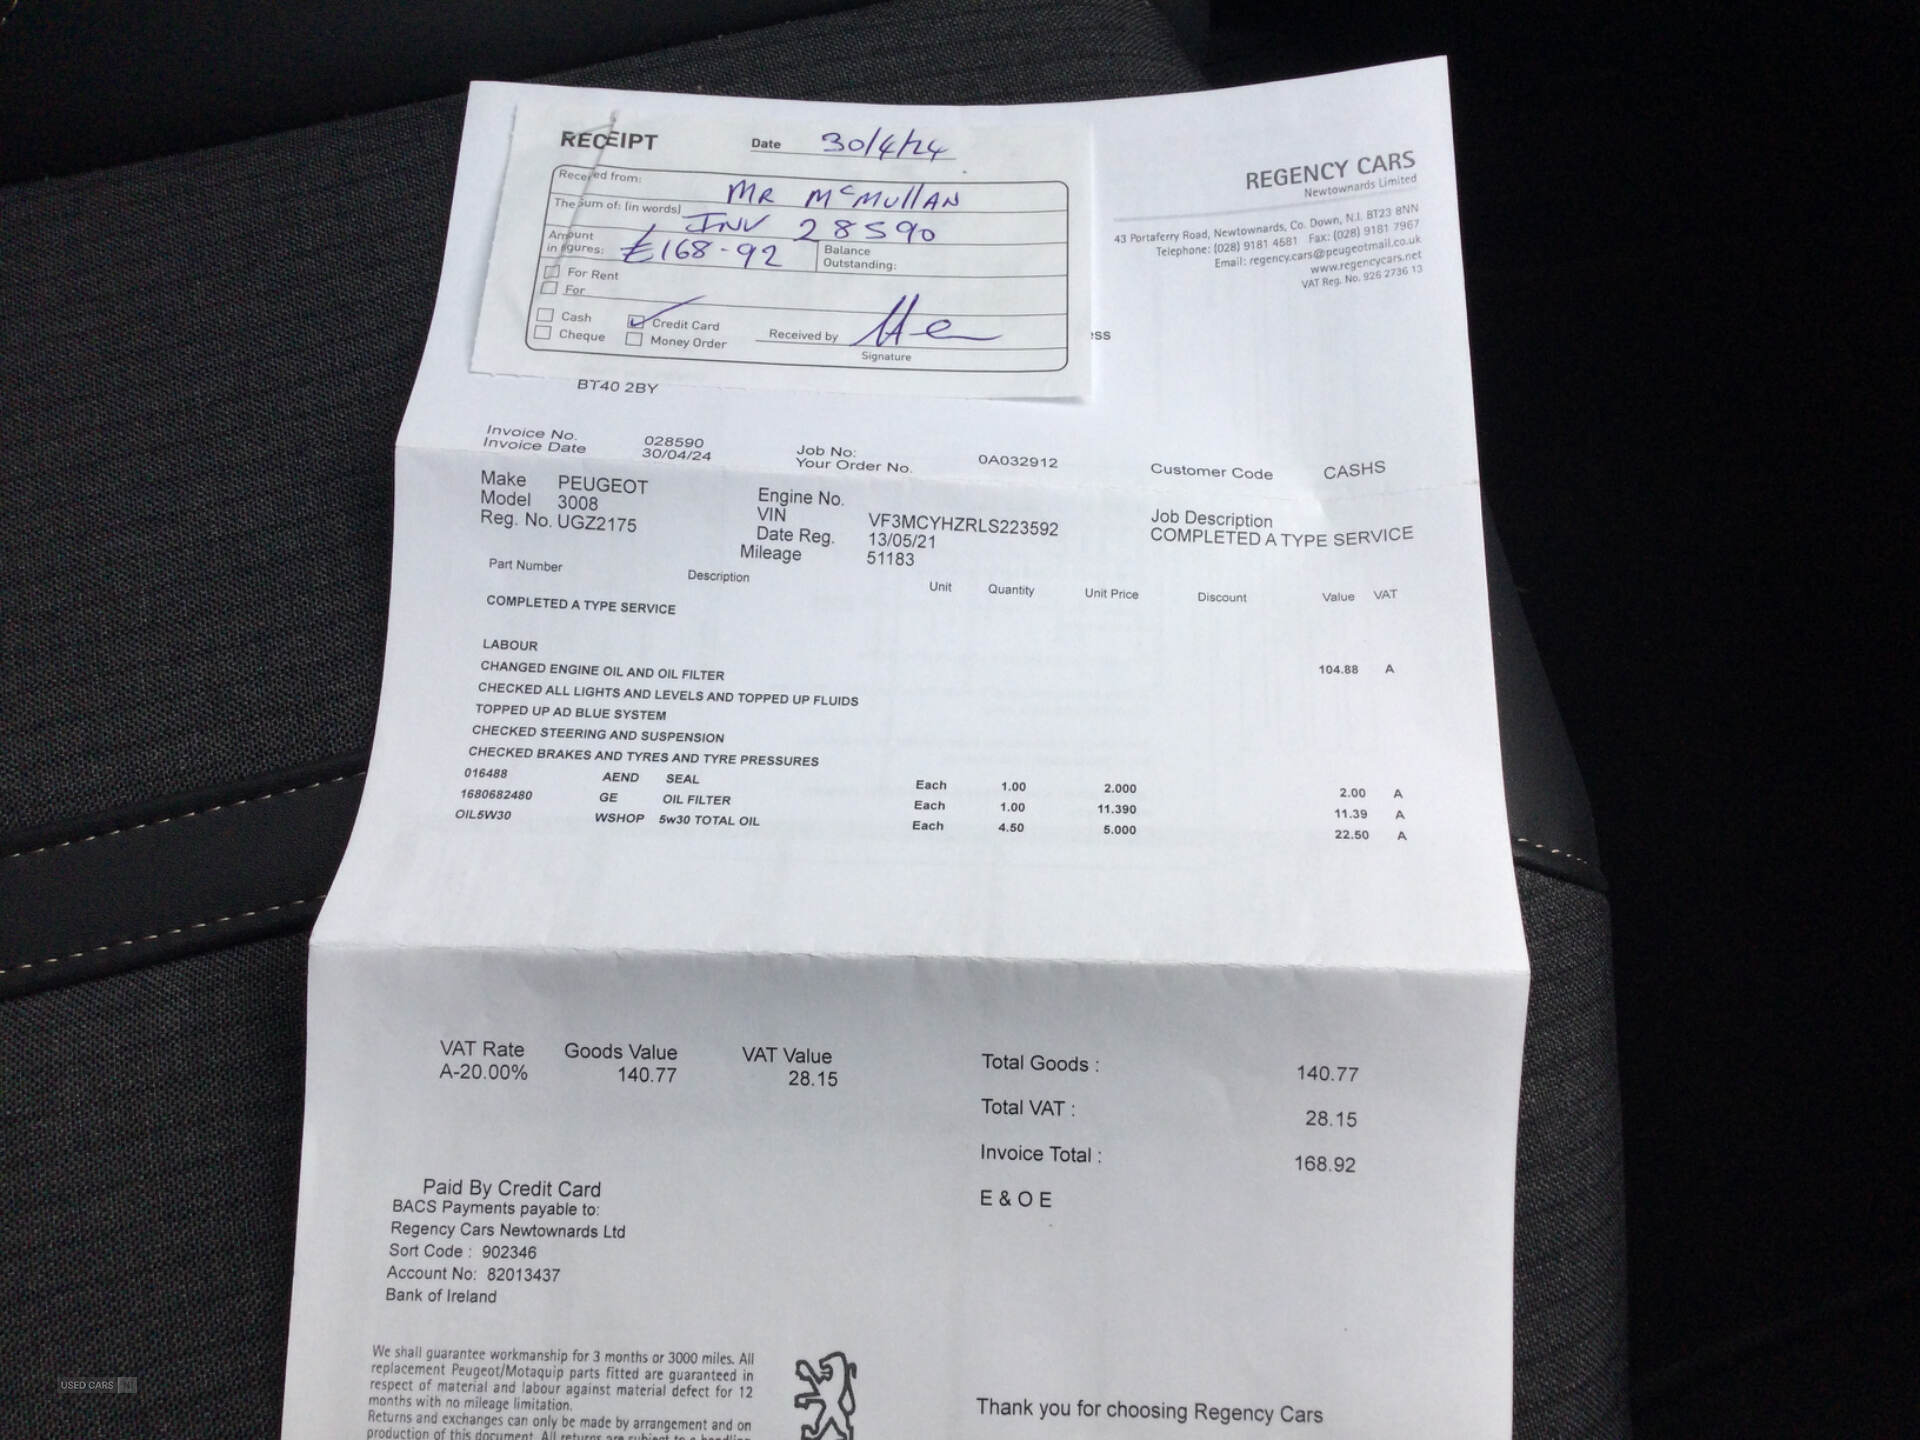 RECEIPT Date 30/4/24
Received from: MR McMullAN
The Sum of: (in words) INV 28590
Amount in figures: £168-92 Balance Outstanding:
For Rent
For
Cash Credit Card
Cheque Money Order Received by
Signature
REGENCY CARS
Newtownards Limited
43 Portaferry Road, Newtownards, Co. Down, N.I. BT23 8NN
Telephone: (028) 9181 4581 Fax: (028) 9181 7967
Email: regency.cars@peugeotmail.co.uk
www.regencycars.net
VAT Reg. No. 926 2736 13
ess
BT40 2BY
Invoice No. 028590
Invoice Date 30/04/24
Job No: 0A032912
Your Order No.
Customer Code CASHS
Make PEUGEOT
Model 3008
Reg. No. UGZ2175
Engine No.
VIN VF3MCYHZRLS223592
Date Reg. 13/05/21
Mileage 51183
Job Description
COMPLETED A TYPE SERVICE
Part Number Description Unit Quantity Unit Price Discount Value VAT
COMPLETED A TYPE SERVICE
LABOUR 104.88 A
CHANGED ENGINE OIL AND OIL FILTER
CHECKED ALL LIGHTS AND LEVELS AND TOPPED UP FLUIDS
TOPPED UP AD BLUE SYSTEM
CHECKED STEERING AND SUSPENSION
CHECKED BRAKES AND TYRES AND TYRE PRESSURES
016488 AEND SEAL Each 1.00 2.000 2.00 A
1680682480 GE OIL FILTER Each 1.00 11.390 11.39 A
OIL5W30 WSHOP 5w30 TOTAL OIL Each 4.50 5.000 22.50 A
VAT Rate Goods Value VAT Value
A-20.00% 140.77 28.15
Total Goods : 140.77
Total VAT : 28.15
Invoice Total : 168.92
E & O E
Paid By Credit Card
BACS Payments payable to:
Regency Cars Newtownards Ltd
Sort Code : 902346
Account No: 82013437
Bank of Ireland
We shall guarantee workmanship for 3 months or 3000 miles. All
replacement Peugeot/Motaquip parts fitted are guaranteed in
respect of material and labour against material defect for 12
months with no mileage limitation.
Returns and exchanges can only be made by arrangement and on
production of this document. All returns are subject to a handling
Thank you for choosing Regency Cars
USED CARS NI